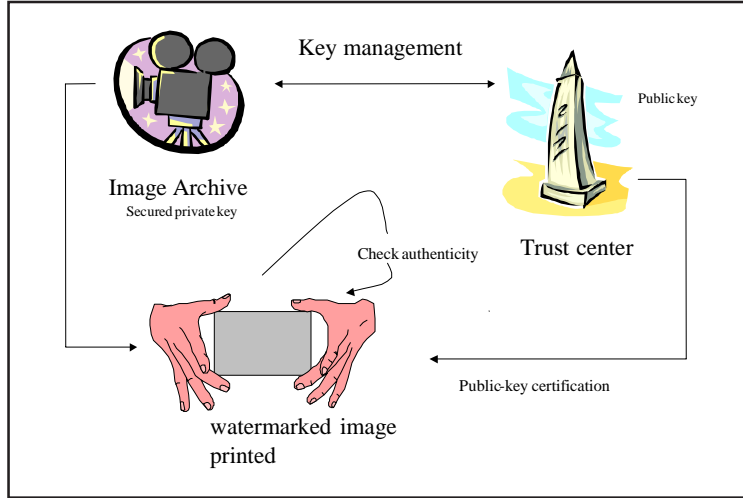 Key management
Public key
Image Archive
Secured private key
Trust center
Check authenticity
Public-key certification
watermarked image
printed